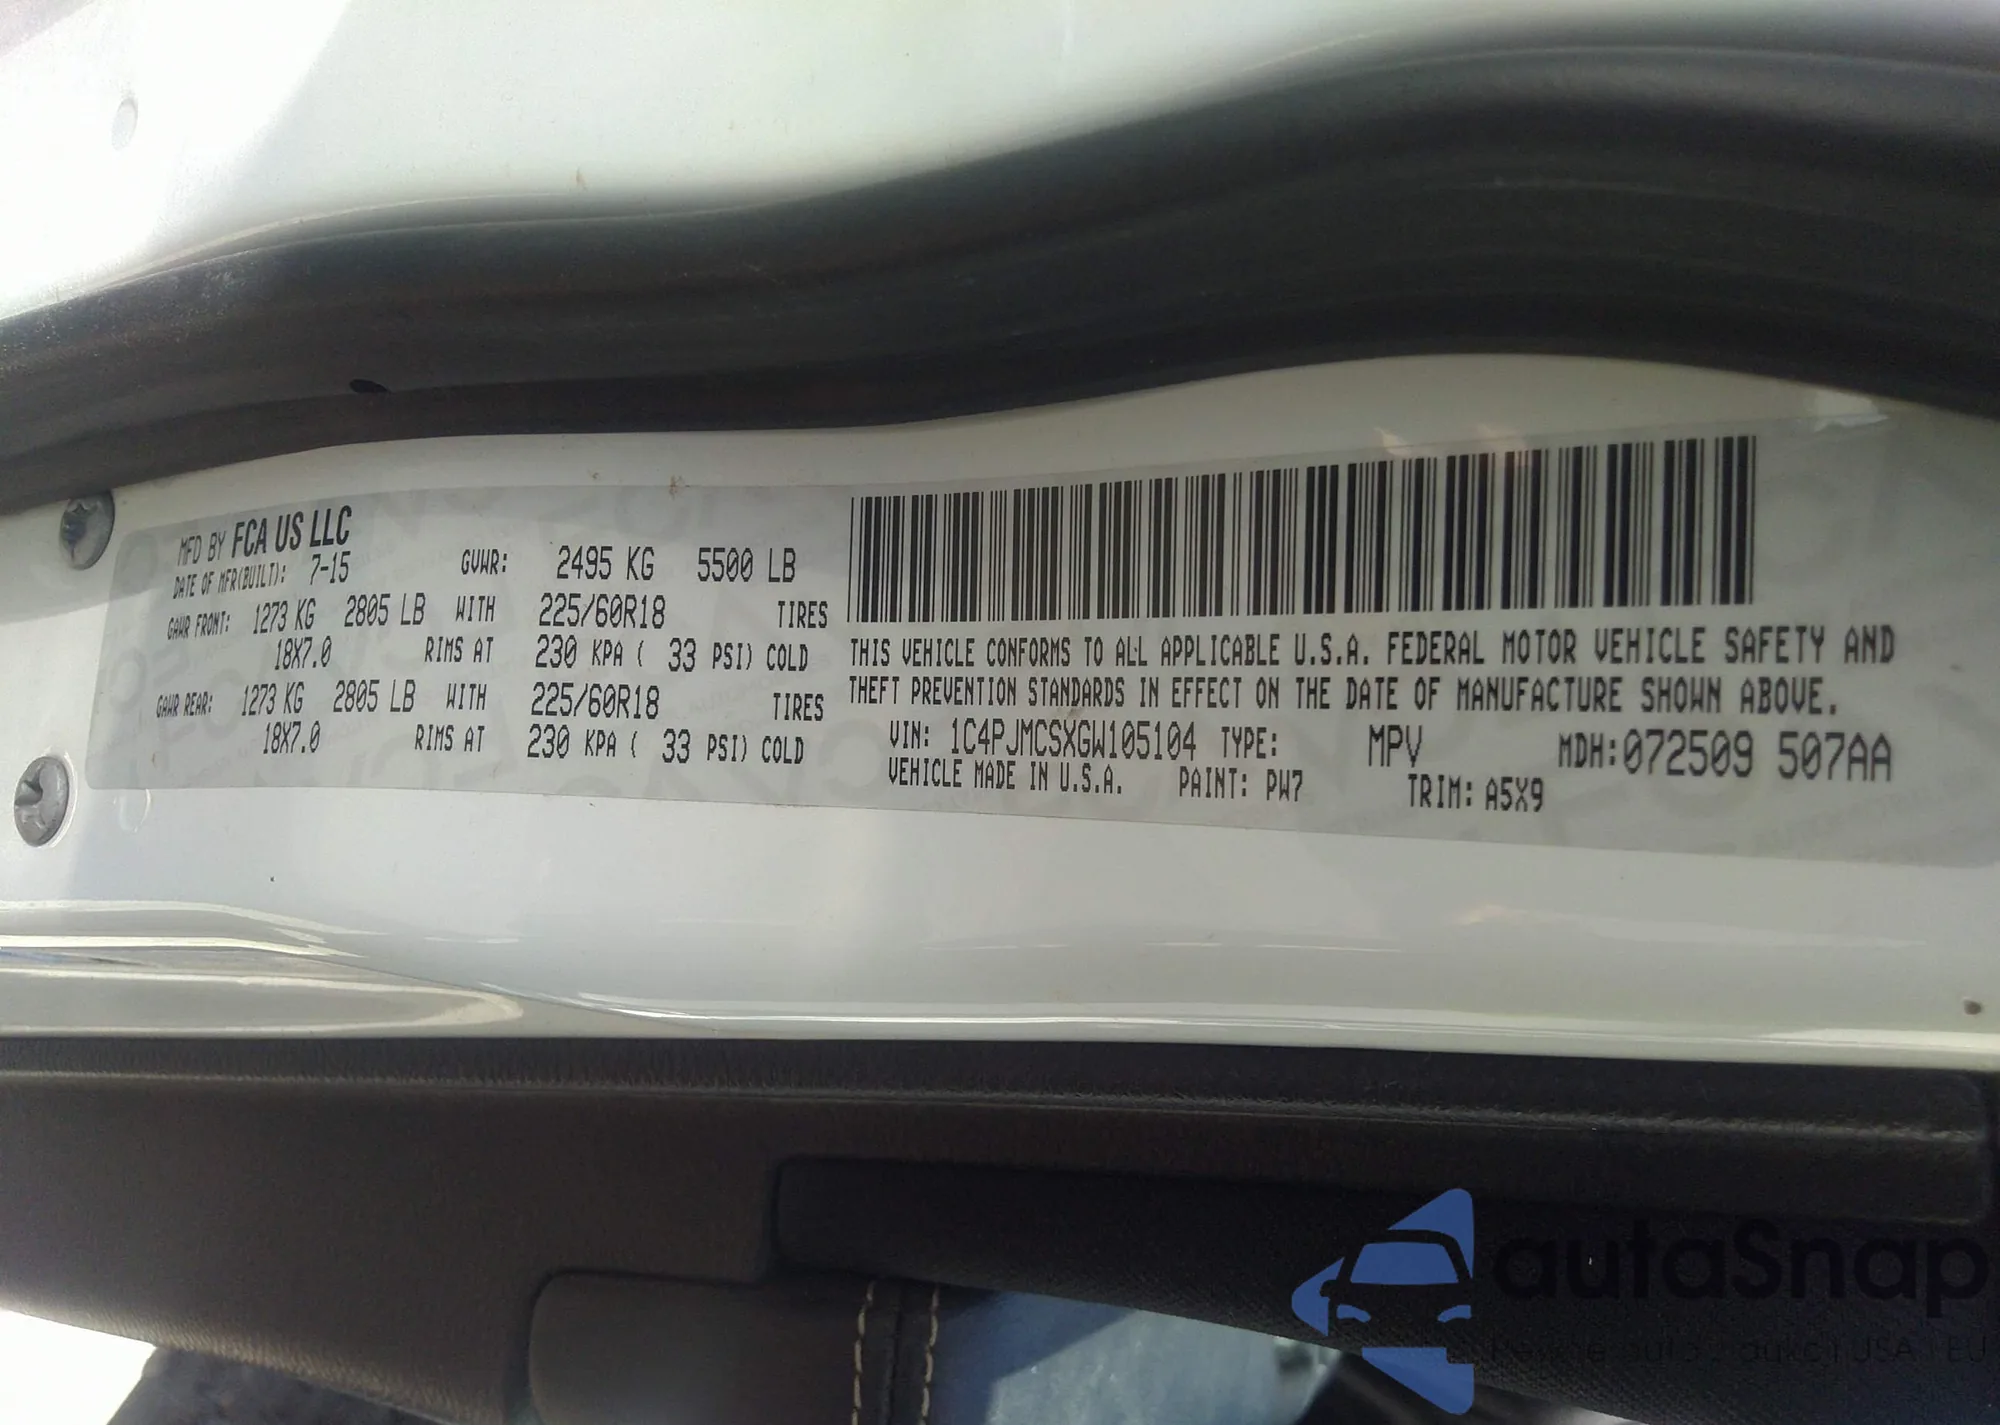 MFD BY FCA US LLC
DATE OF MFR(BUILT): 7-15 GVWR: 2495 KG 5500 LB
GAWR FRONT: 1273 KG 2805 LB WITH 225/60R18 TIRES
18X7.0 RIMS AT 230 KPA ( 33 PSI) COLD
GAWR REAR: 1273 KG 2805 LB WITH 225/60R18 TIRES
18X7.0 RIMS AT 230 KPA ( 33 PSI) COLD
THIS VEHICLE CONFORMS TO ALL APPLICABLE U.S.A. FEDERAL MOTOR VEHICLE SAFETY AND
THEFT PREVENTION STANDARDS IN EFFECT ON THE DATE OF MANUFACTURE SHOWN ABOVE.
VIN: 1C4PJMCSXGW105104 TYPE: MPV MDH:072509 507AA
VEHICLE MADE IN U.S.A. PAINT: PW7 TRIM: A5X9
autaSnap
USA EU